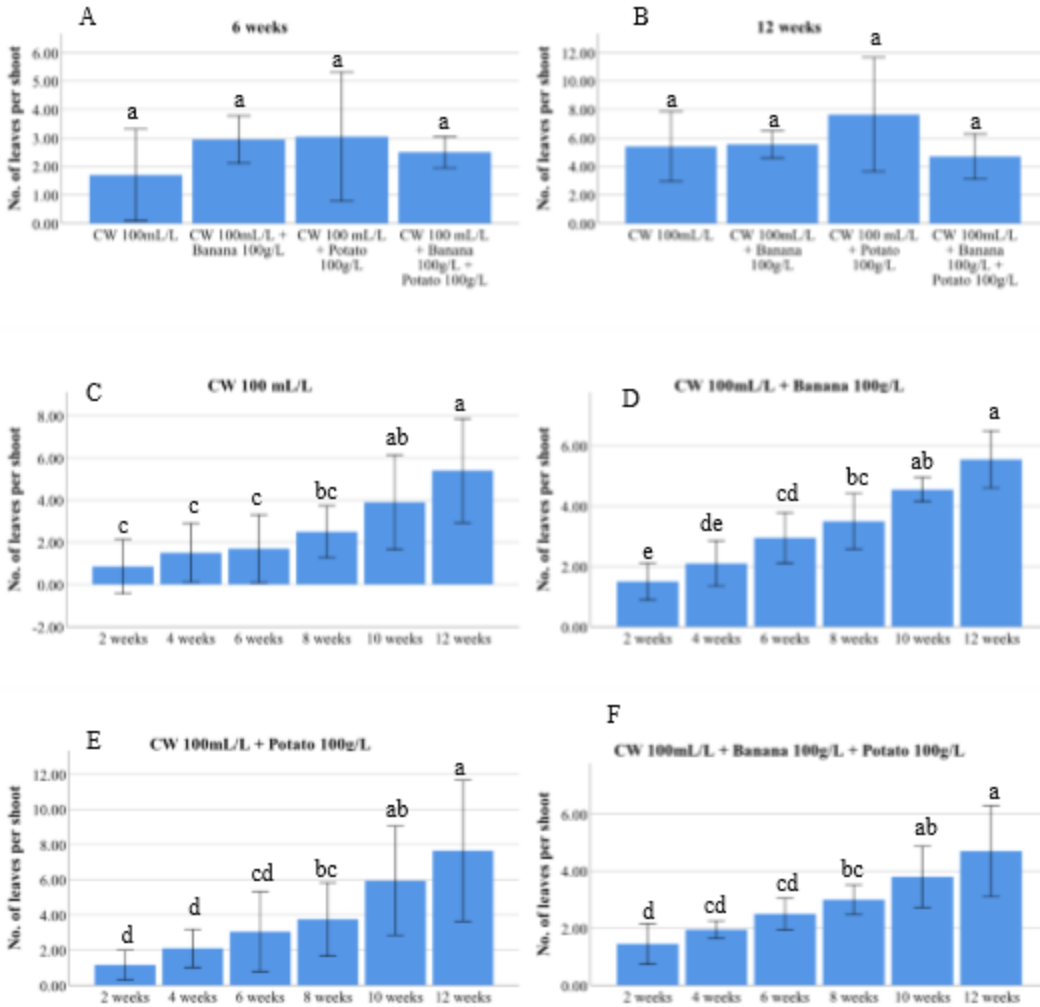 A
6 weeks
No. of leaves per shoot
6.00
5.00
4.00
3.00
2.00
1.00
0.00
a
a
a
a
CW 100mL/L
CW 100mL/L +
Banana 100g/L
CW 100 mL/L
+ Potato
100g/L
CW 100 mL/L
+ Banana
100g/L +
Potato 100g/L
B
12 weeks
No. of leaves per shoot
12.00
10.00
8.00
6.00
4.00
2.00
0.00
a
a
a
a
CW 100mL/L
CW 100mL/L
+ Banana
100g/L
CW 100 mL/L
+ Potato
100g/L
CW 100mL/L
+ Banana
100g/L +
Potato 100g/L
C
CW 100 mL/L
No. of leaves per shoot
8.00
6.00
4.00
2.00
0.00
-2.00
c
c
c
bc
ab
a
2 weeks
4 weeks
6 weeks
8 weeks
10 weeks
12 weeks
D
CW 100mL/L + Banana 100g/L
No. of leaves per shoot
6.00
4.00
2.00
0.00
e
de
cd
bc
ab
a
2 weeks
4 weeks
6 weeks
8 weeks
10 weeks
12 weeks
E
CW 100mL/L + Potato 100g/L
No. of leaves per shoot
12.00
10.00
8.00
6.00
4.00
2.00
0.00
d
d
cd
bc
ab
a
2 weeks
4 weeks
6 weeks
8 weeks
10 weeks
12 weeks
F
CW 100mL/L + Banana 100g/L + Potato 100g/L
No. of leaves per shoot
6.00
4.00
2.00
0.00
d
cd
cd
bc
ab
a
2 weeks
4 weeks
6 weeks
8 weeks
10 weeks
12 weeks